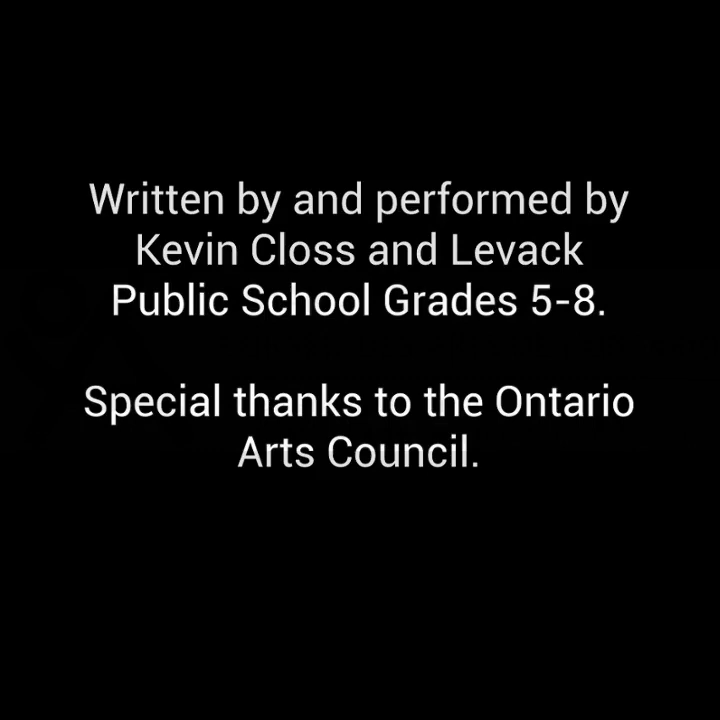 Written by and performed by
Kevin Closs and Levack
Public School Grades 5-8.
Special thanks to the Ontario
Arts Council.